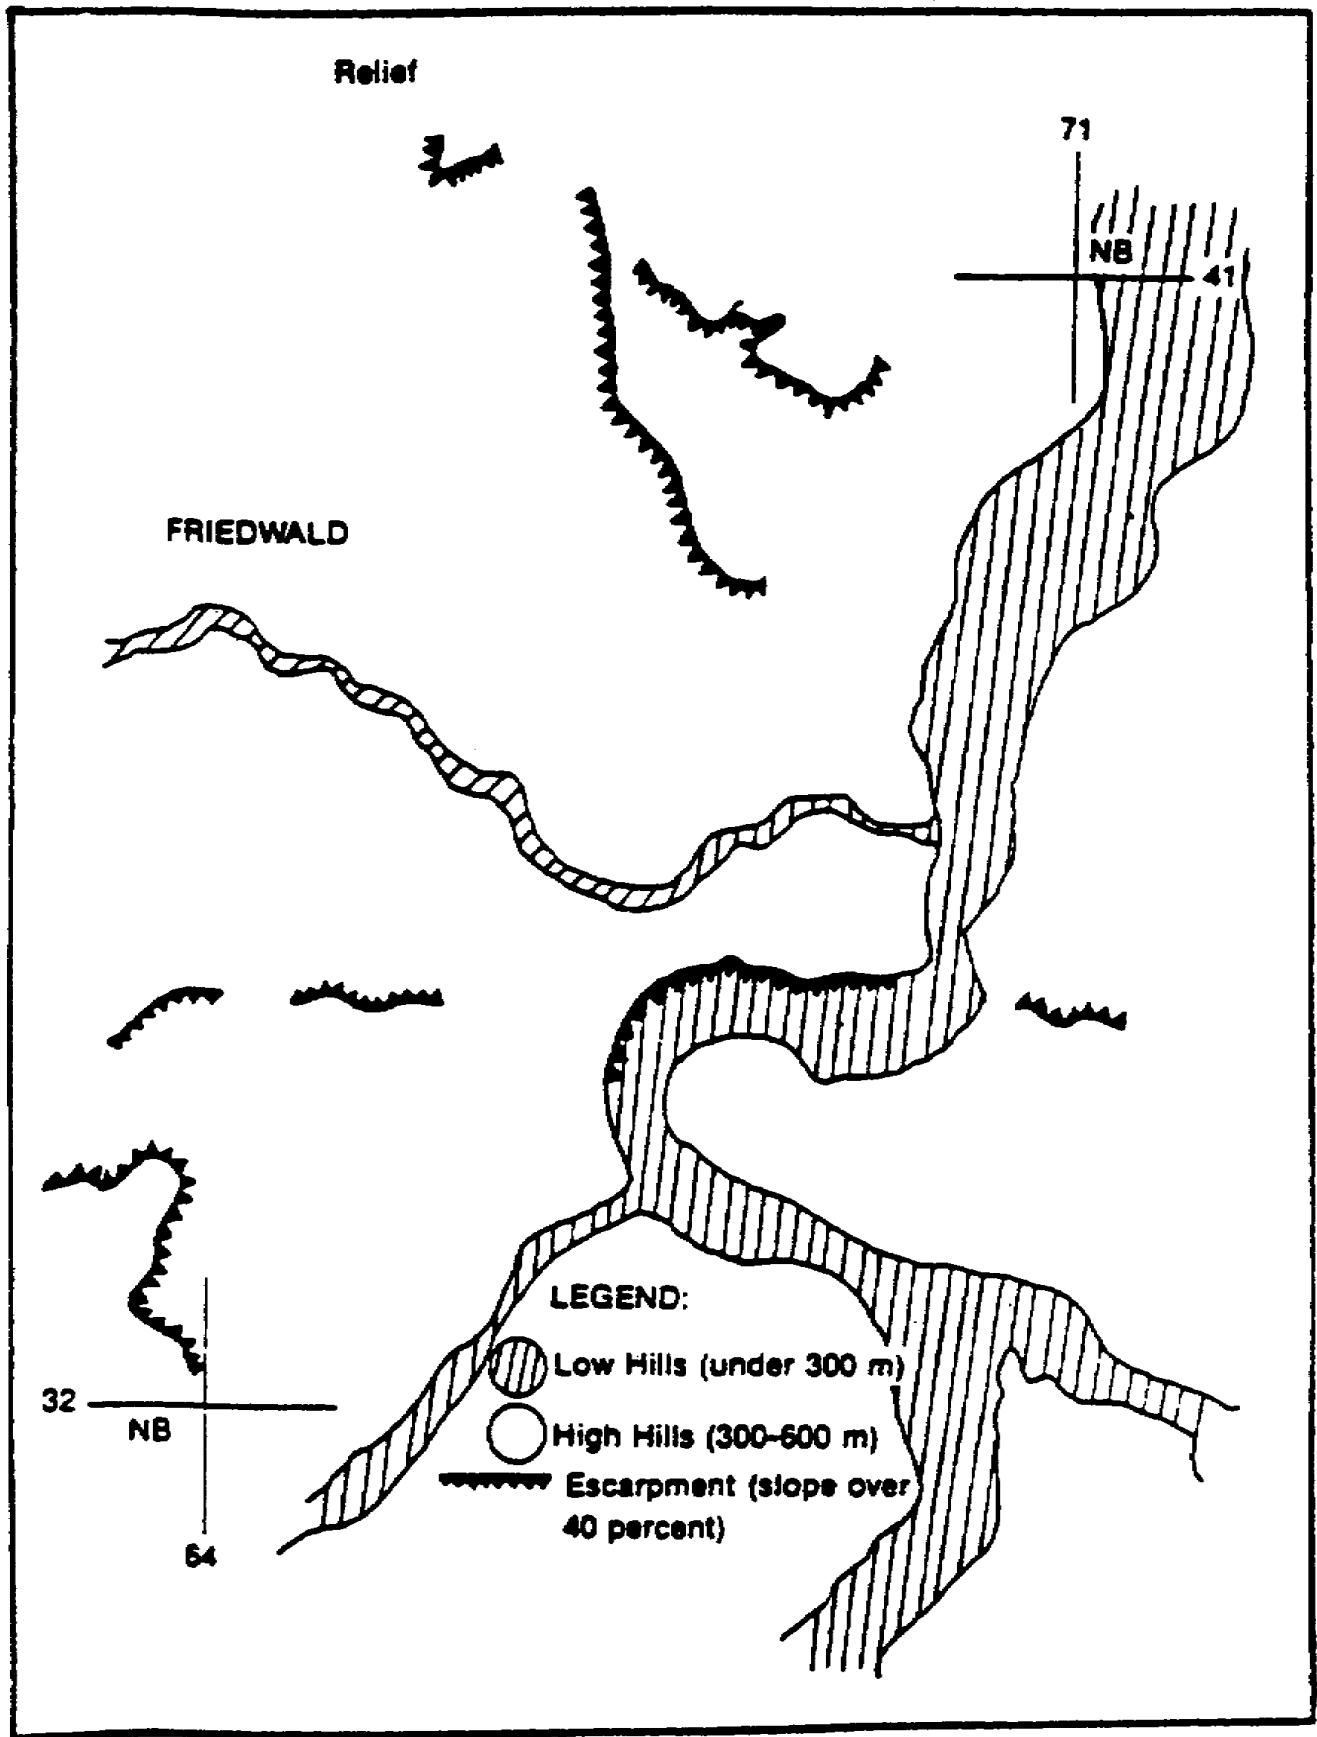 Relief
71
NB
41
FRIEDWALD
LEGEND:
Low Hills (under 300 m)
High Hills (300-600 m)
32
NB
Escarpment (slope over
40 percent)
54